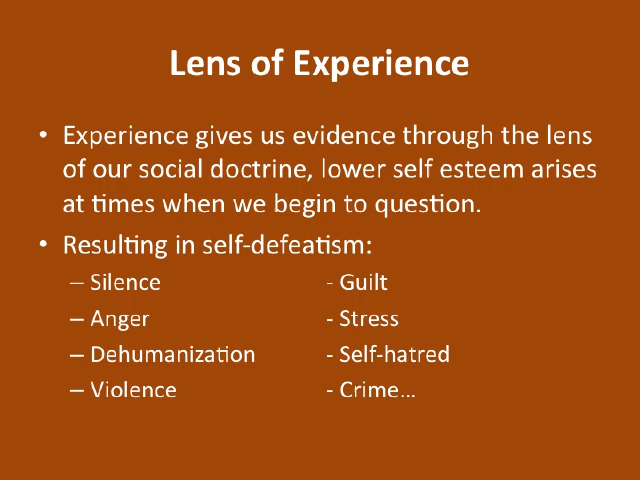 Lens of Experience
• Experience gives us evidence through the lens
of our social doctrine, lower self esteem arises
at times when we begin to question.
• Resulting in self-defeatism:
– Silence - Guilt
– Anger - Stress
– Dehumanization - Self-hatred
– Violence - Crime…